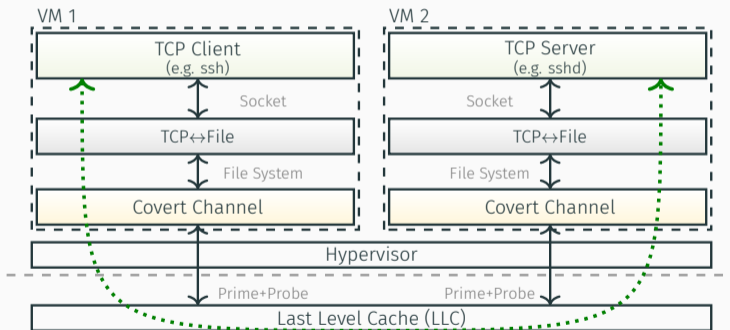 VM 1
VM 2
TCP Client
(e.g. ssh)
TCP Server
(e.g. sshd)
Socket
Socket
TCP↔File
TCP↔File
File System
File System
Covert Channel
Covert Channel
Hypervisor
Prime+Probe
Prime+Probe
Last Level Cache (LLC)